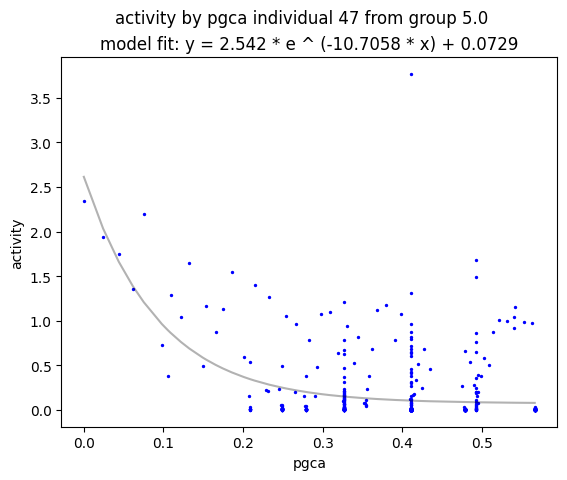 activity by pgca individual 47 from group 5.0
model fit: y = 2.542 * e ^ (-10.7058 * x) + 0.0729
3.5
3.0
2.5
2.0
1.5
1.0
0.5
0.0
activity
0.0 0.1 0.2 0.3 0.4 0.5
pgca